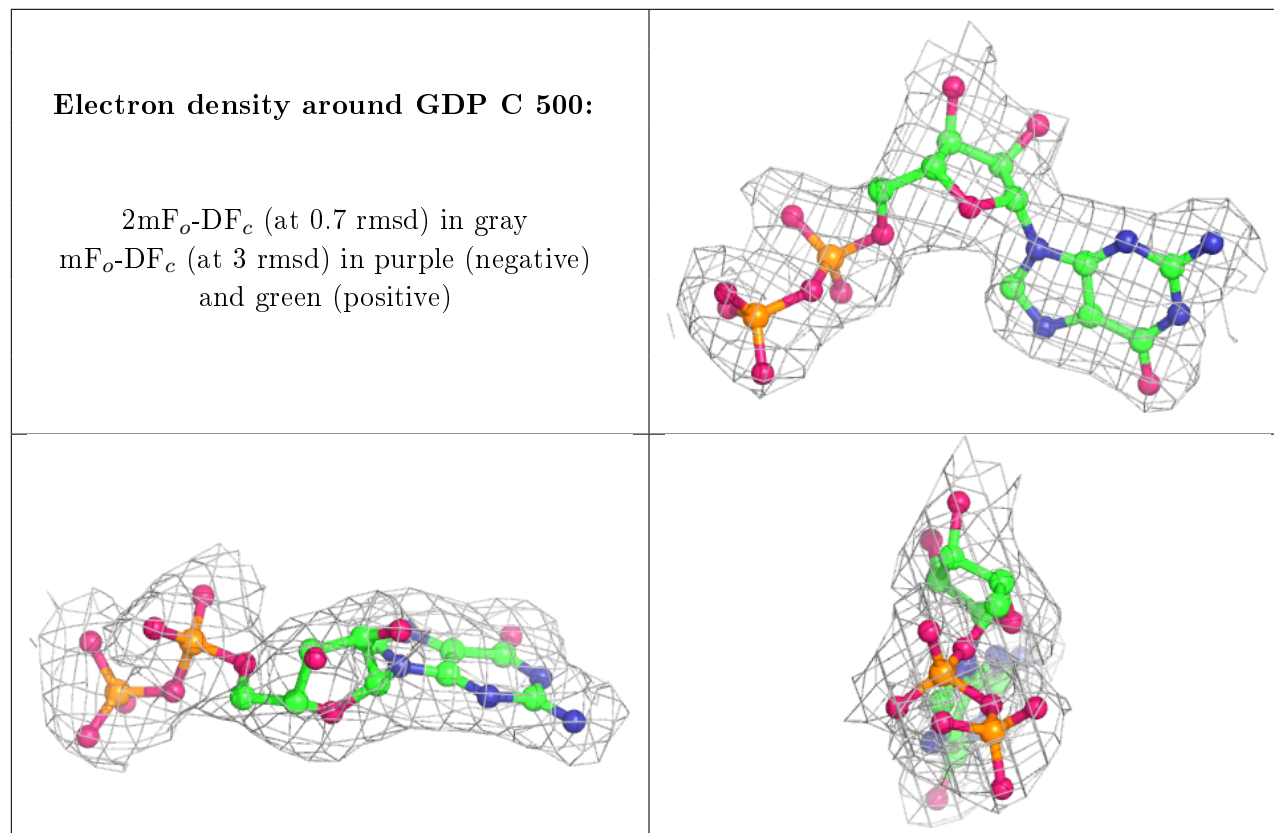 Electron density around GDP C 500:
2mFₒ-DF𝒸 (at 0.7 rmsd) in gray
mFₒ-DF𝒸 (at 3 rmsd) in purple (negative)
and green (positive)